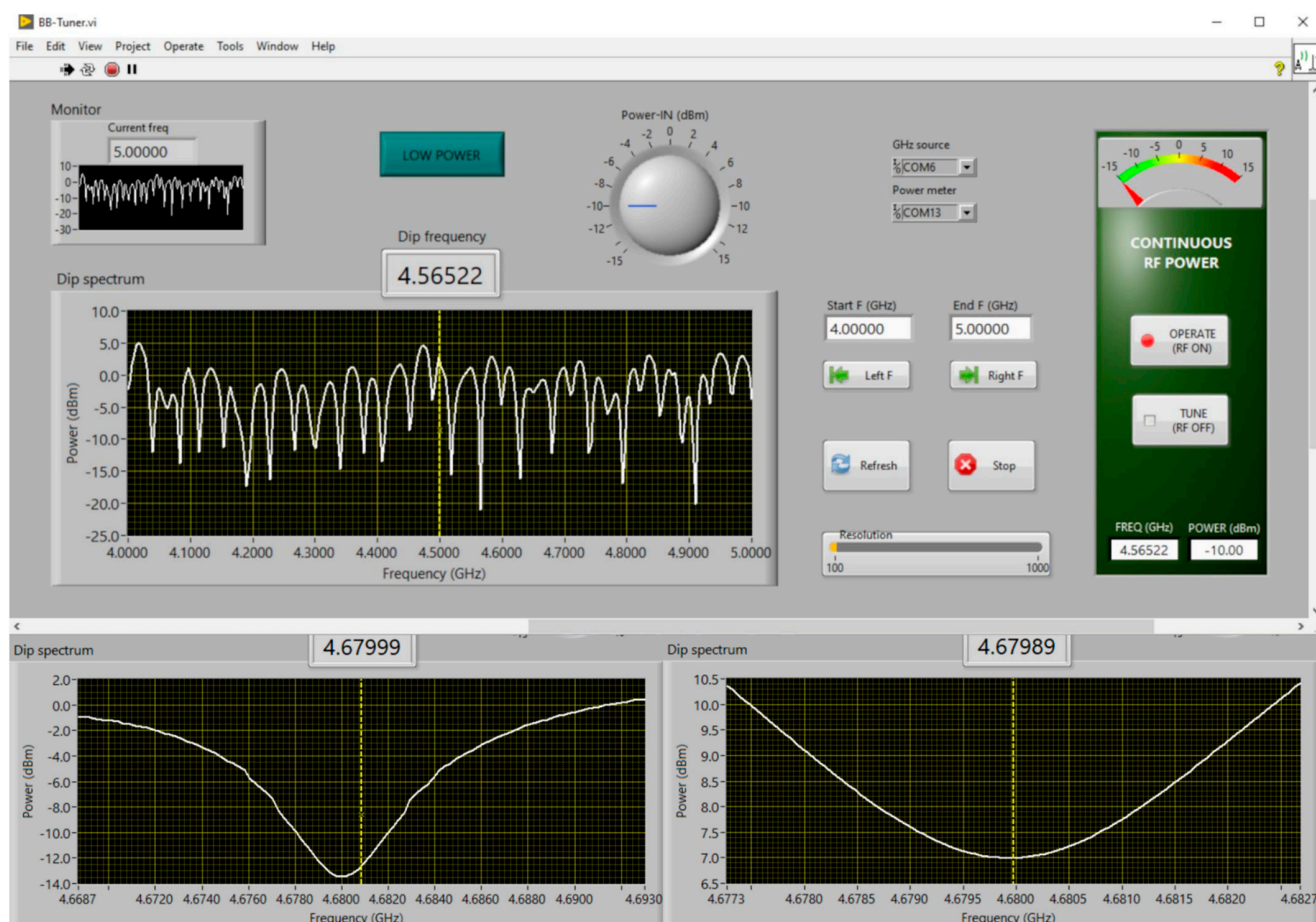 BB-Tuner.vi
File Edit View Project Operate Tools Window Help
Monitor
Current freq
5.00000
10
0
-10
-20
-30
LOW POWER
Power-IN (dBm)
-15 -12 -10 -8 -6 -4 -2 0 2 4 6 8 10 12 15
GHz source
COM6
Power meter
COM13
-15 -10 -5 0 5 10 15
CONTINUOUS
RF POWER
OPERATE
(RF ON)
TUNE
(RF OFF)
FREQ (GHz) POWER (dBm)
4.56522 -10.00
Dip frequency
4.56522
Dip spectrum
10.0
5.0
0.0
-5.0
-10.0
-15.0
-20.0
-25.0
Power (dBm)
4.0000 4.1000 4.2000 4.3000 4.4000 4.5000 4.6000 4.7000 4.8000 4.9000 5.0000
Frequency (GHz)
Start F (GHz) End F (GHz)
4.00000 5.00000
Left F Right F
Refresh Stop
Resolution
100 1000
Dip spectrum
4.67999
2.0
0.0
-2.0
-4.0
-6.0
-8.0
-10.0
-12.0
-14.0
Power (dBm)
4.6687 4.6720 4.6740 4.6760 4.6780 4.6800 4.6820 4.6840 4.6860 4.6880 4.6900 4.6930
Frequency (GHz)
Dip spectrum
4.67989
10.5
10.0
9.5
9.0
8.5
8.0
7.5
7.0
6.5
Power (dBm)
4.6773 4.6780 4.6785 4.6790 4.6795 4.6800 4.6805 4.6810 4.6815 4.6820 4.6827
Frequency (GHz)